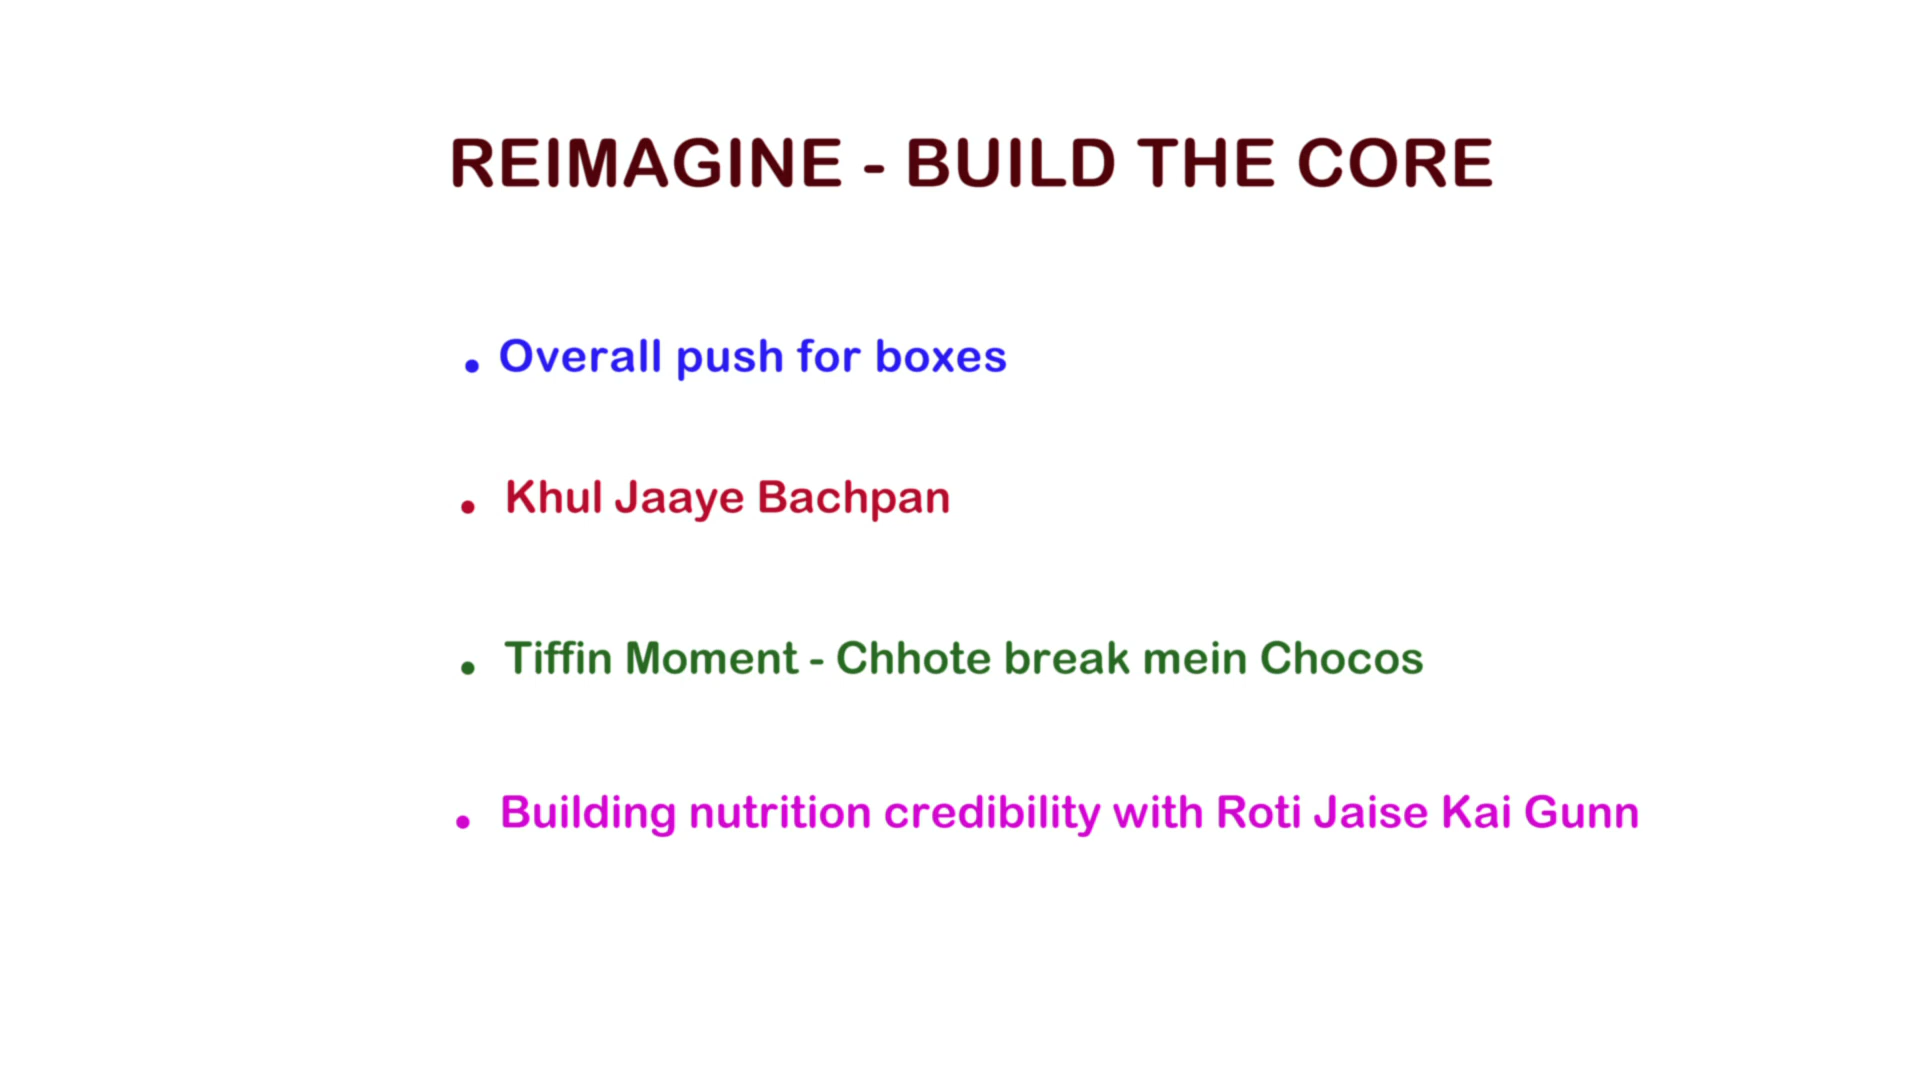 REIMAGINE - BUILD THE CORE
. Overall push for boxes
. Khul Jaaye Bachpan
. Tiffin Moment - Chhote break mein Chocos
. Building nutrition credibility with Roti Jaise Kai Gunn